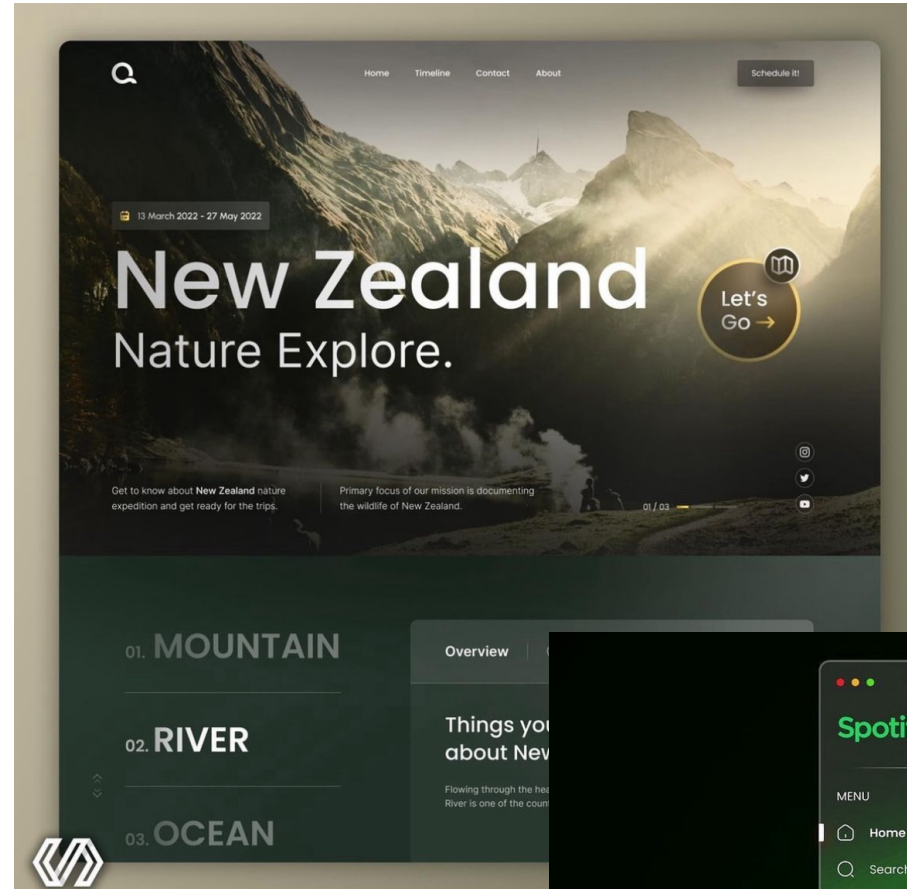 Home Timeline Contact About Schedule it!
13 March 2022 - 27 May 2022
New Zealand
Nature Explore.
Let's
Go →
Get to know about New Zealand nature
expedition and get ready for the trips.
Primary focus of our mission is documenting
the wildlife of New Zealand.
01 / 03
01. MOUNTAIN
02. RIVER
03. OCEAN
Overview
Things you
about New
Flowing through the hea
River is one of the coun
Spoti
MENU
Home
Search